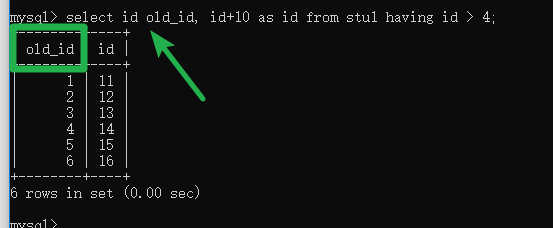 mysql> select id old_id, id+10 as id from stul having id > 4;
+--------+----+
| old_id | id |
+--------+----+
|      1 | 11 |
|      2 | 12 |
|      3 | 13 |
|      4 | 14 |
|      5 | 15 |
|      6 | 16 |
+--------+----+
6 rows in set (0.00 sec)
mysql>